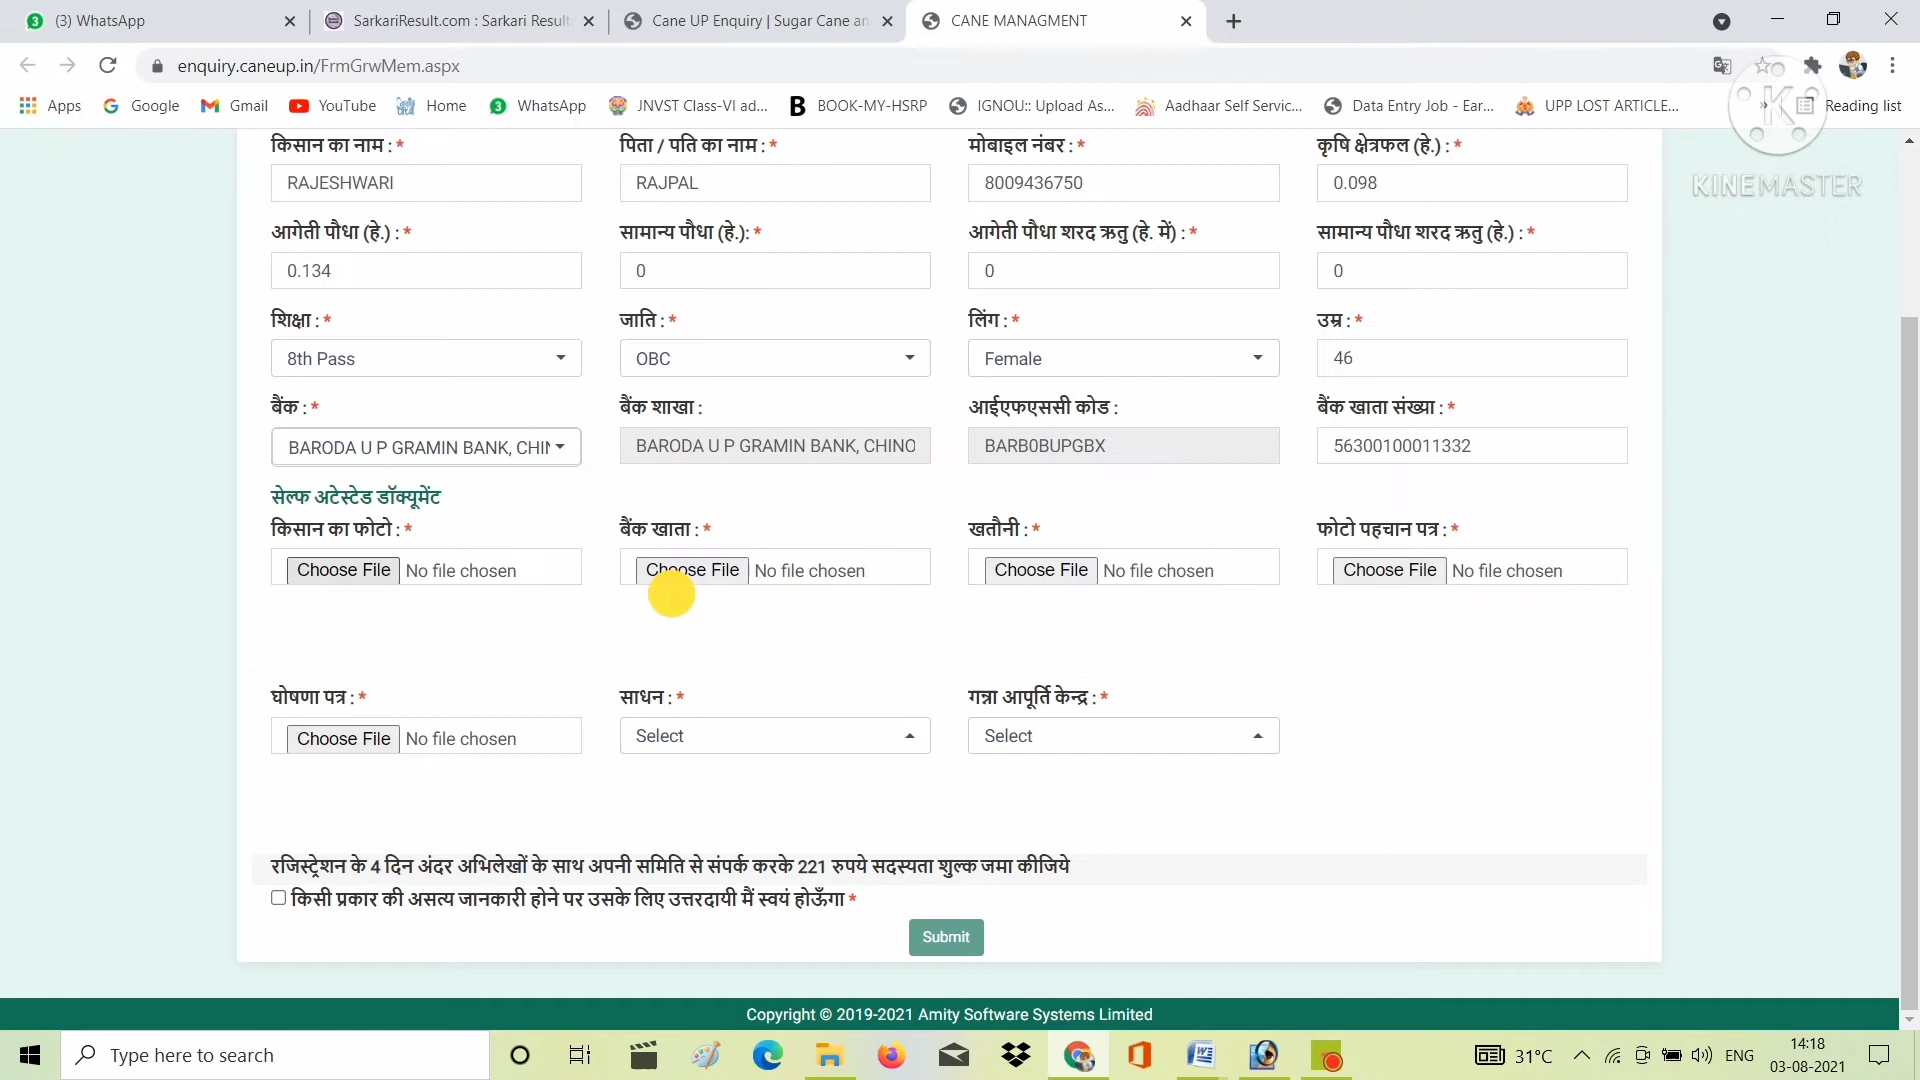 (3) WhatsApp
SarkariResult.com : Sarkari Result
Cane UP Enquiry | Sugar Cane an
CANE MANAGMENT
enquiry.caneup.in/FrmGrwMem.aspx
Apps Google Gmail YouTube Home WhatsApp JNVST Class-VI ad... BOOK-MY-HSRP IGNOU:: Upload As... Aadhaar Self Servic... Data Entry Job - Ear... UPP LOST ARTICLE... » Reading list
K
KINEMASTER
किसान का नाम : * पिता / पति का नाम : * मोबाइल नंबर : * कृषि क्षेत्रफल (हे.) : *
RAJESHWARI RAJPAL 8009436750 0.098
आगेती पौधा (हे.) : * सामान्य पौधा (हे.): * आगेती पौधा शरद ऋतु (हे. में) : * सामान्य पौधा शरद ऋतु (हे.) : *
0.134 0 0 0
शिक्षा : * जाति : * लिंग : * उम्र : *
8th Pass OBC Female 46
बैंक : * बैंक शाखा : आईएफएससी कोड : बैंक खाता संख्या : *
BARODA U P GRAMIN BANK, CHIN BARODA U P GRAMIN BANK, CHINO BARB0BUPGBX 56300100011332
सेल्फ अटेस्टेड डॉक्यूमेंट
किसान का फोटो : * बैंक खाता : * खतौनी : * फोटो पहचान पत्र : *
Choose File No file chosen Choose File No file chosen Choose File No file chosen Choose File No file chosen
घोषणा पत्र : * साधन : * गन्ना आपूर्ति केन्द्र : *
Choose File No file chosen Select Select
रजिस्ट्रेशन के 4 दिन अंदर अभिलेखों के साथ अपनी समिति से संपर्क करके 221 रुपये सदस्यता शुल्क जमा कीजिये
किसी प्रकार की असत्य जानकारी होने पर उसके लिए उत्तरदायी मैं स्वयं होऊँगा *
Submit
Copyright © 2019-2021 Amity Software Systems Limited
Type here to search
31°C ENG
14:18
03-08-2021